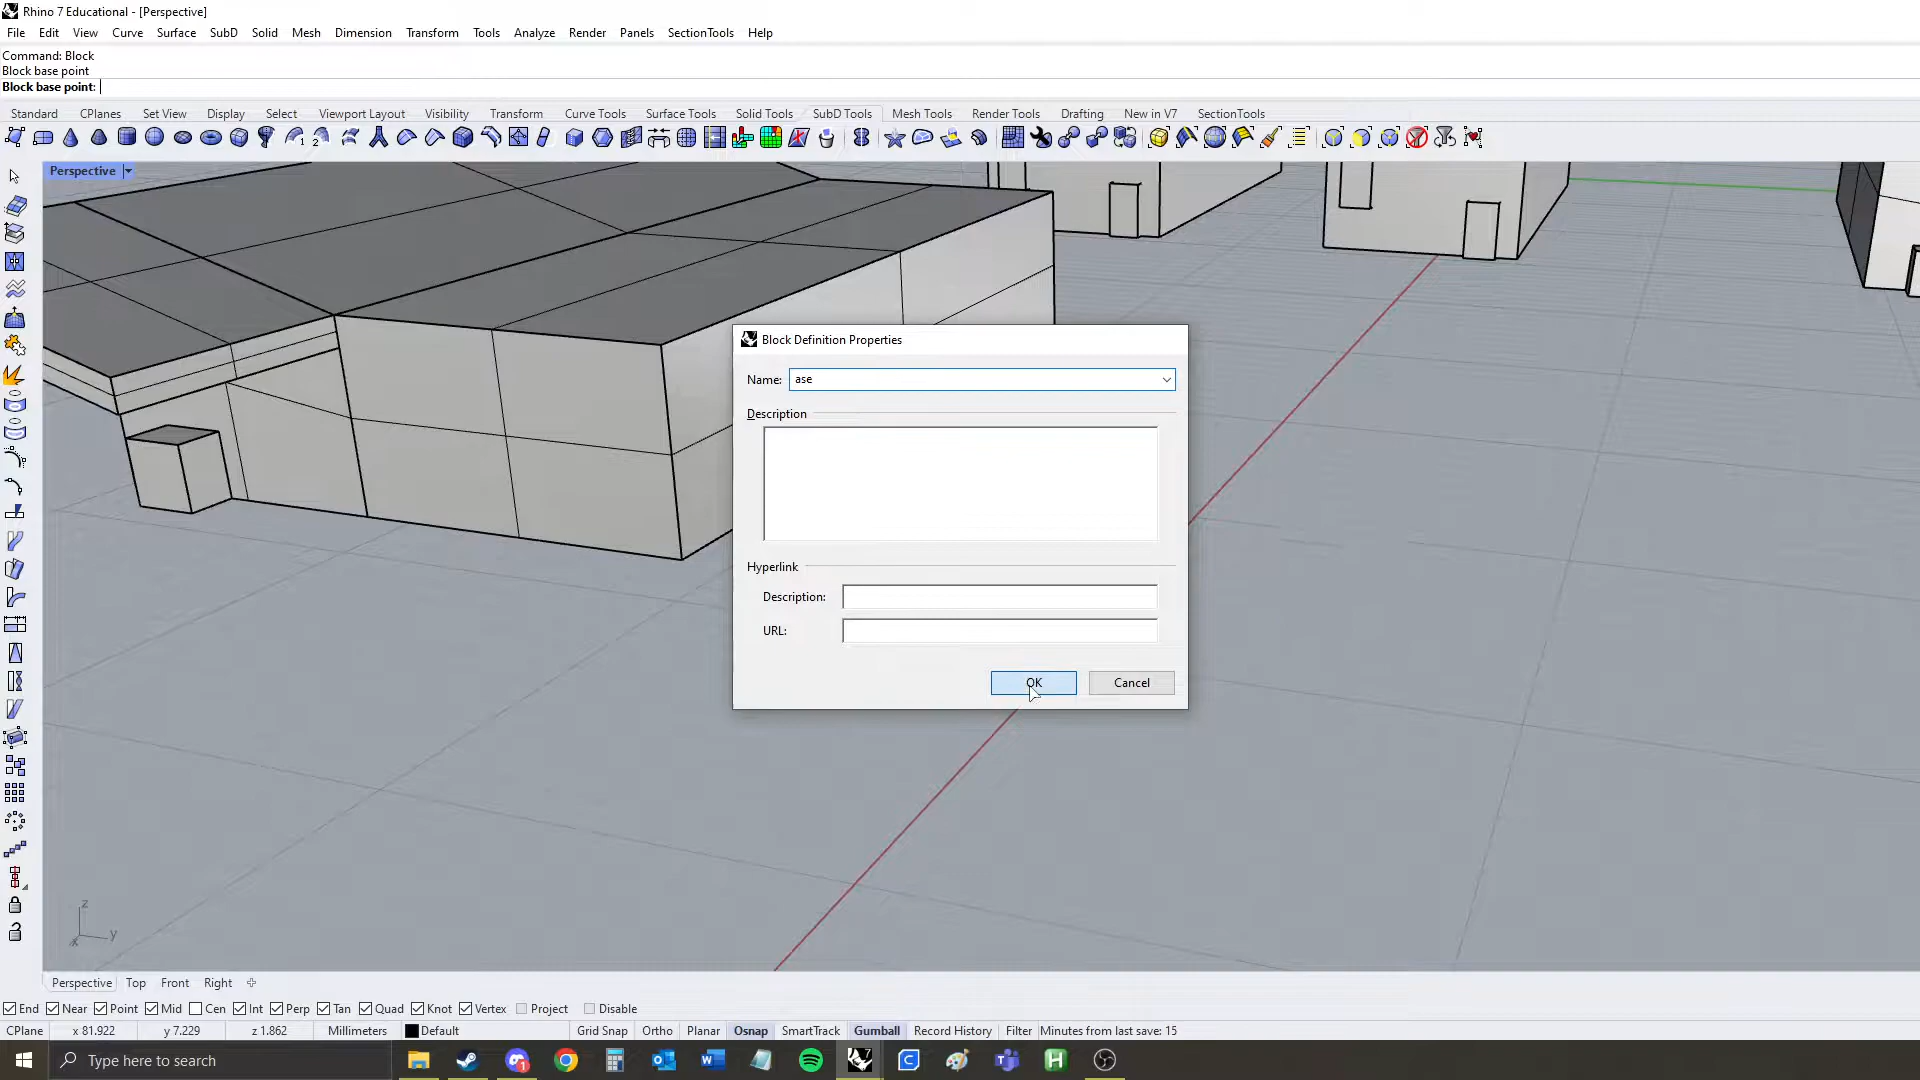 Rhino 7 Educational - [Perspective]
File Edit View Curve Surface SubD Solid Mesh Dimension Transform Tools Analyze Render Panels SectionTools Help
Command: Block
Block base point
Block base point:
Standard CPlanes Set View Display Select Viewport Layout Visibility Transform Curve Tools Surface Tools Solid Tools SubD Tools Mesh Tools Render Tools Drafting New in V7 SectionTools
Perspective
Block Definition Properties
Name: ase
Description
Hyperlink
Description:
URL:
OK Cancel
z
x y
Perspective Top Front Right
End Near Point Mid Cen Int Perp Tan Quad Knot Vertex Project Disable
CPlane x 81.922 y 7.229 z 1.862 Millimeters Default Grid Snap Ortho Planar Osnap SmartTrack Gumball Record History Filter Minutes from last save: 15
Type here to search